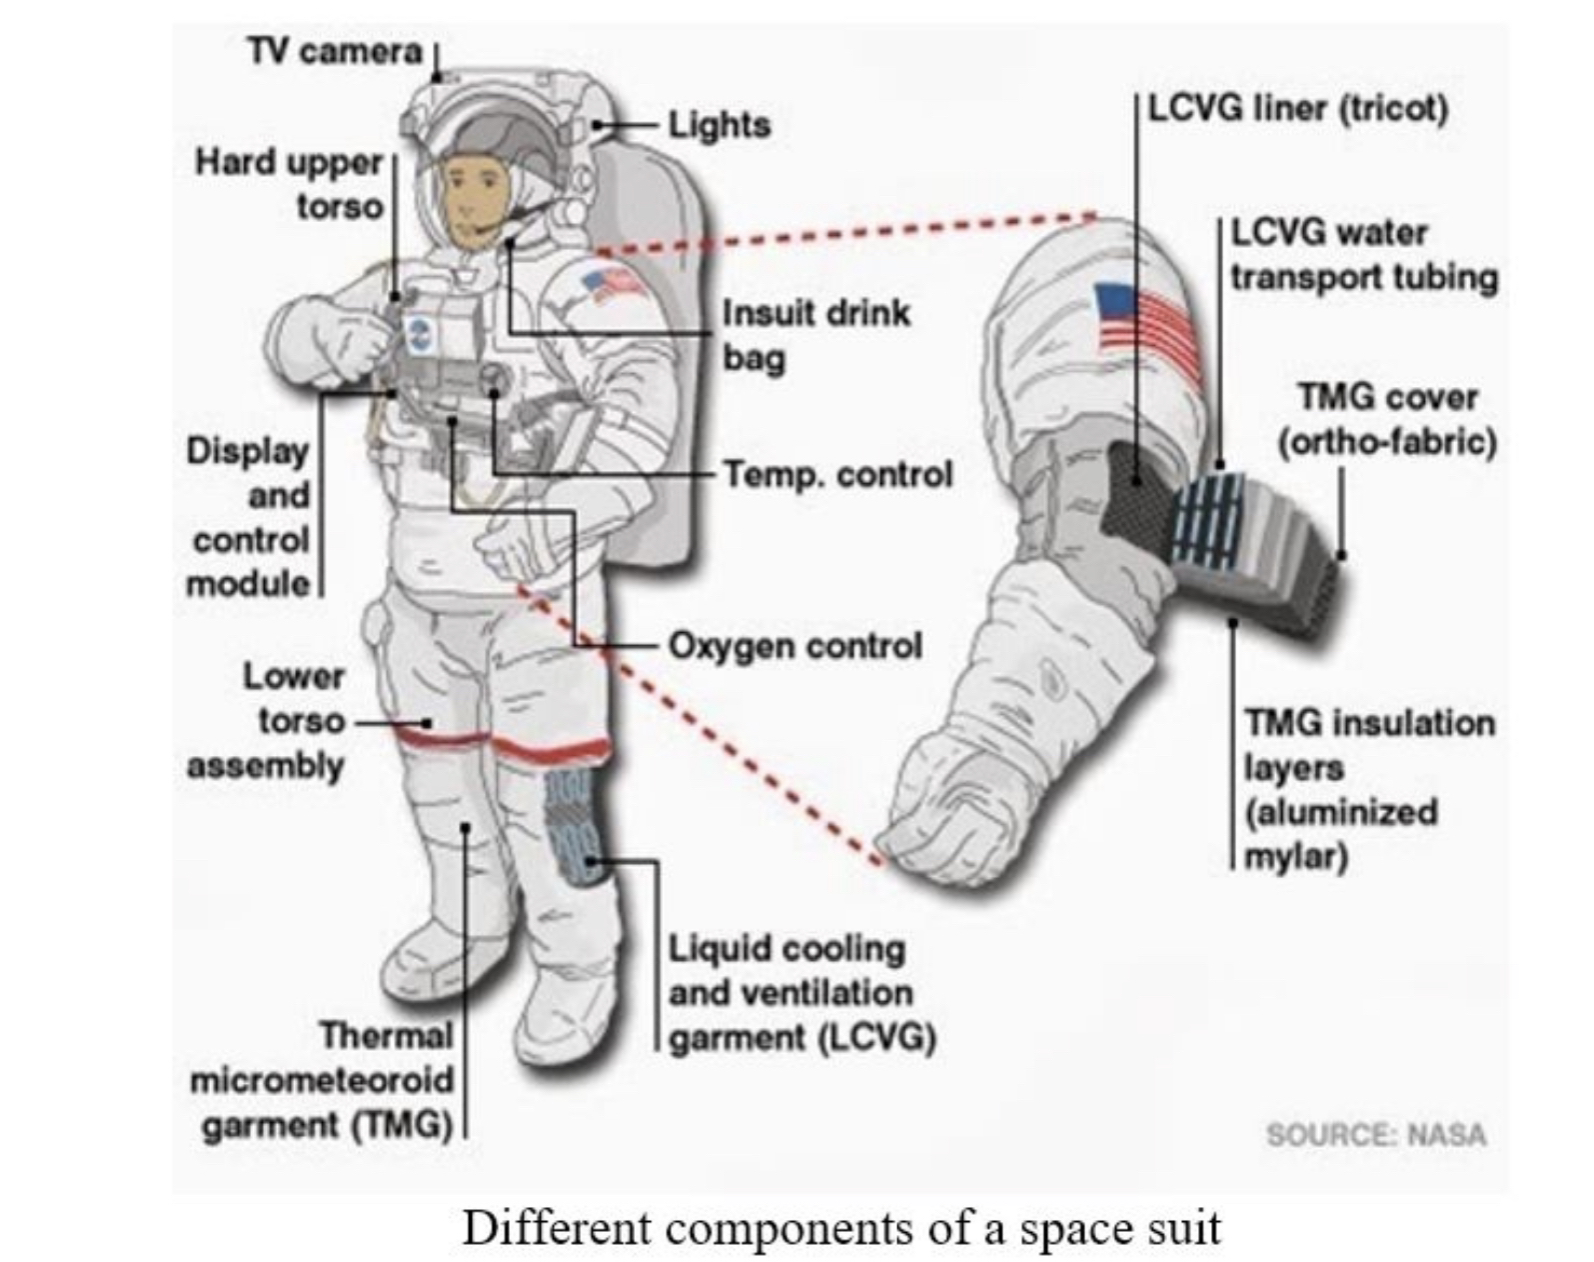 TV camera
Lights
Hard upper
torso
Insuit drink
bag
Display
and
control
module
Temp. control
Oxygen control
Lower
torso
assembly
Liquid cooling
and ventilation
garment (LCVG)
Thermal
micrometeoroid
garment (TMG)
LCVG liner (tricot)
LCVG water
transport tubing
TMG cover
(ortho-fabric)
TMG insulation
layers
(aluminized
mylar)
SOURCE: NASA
Different components of a space suit